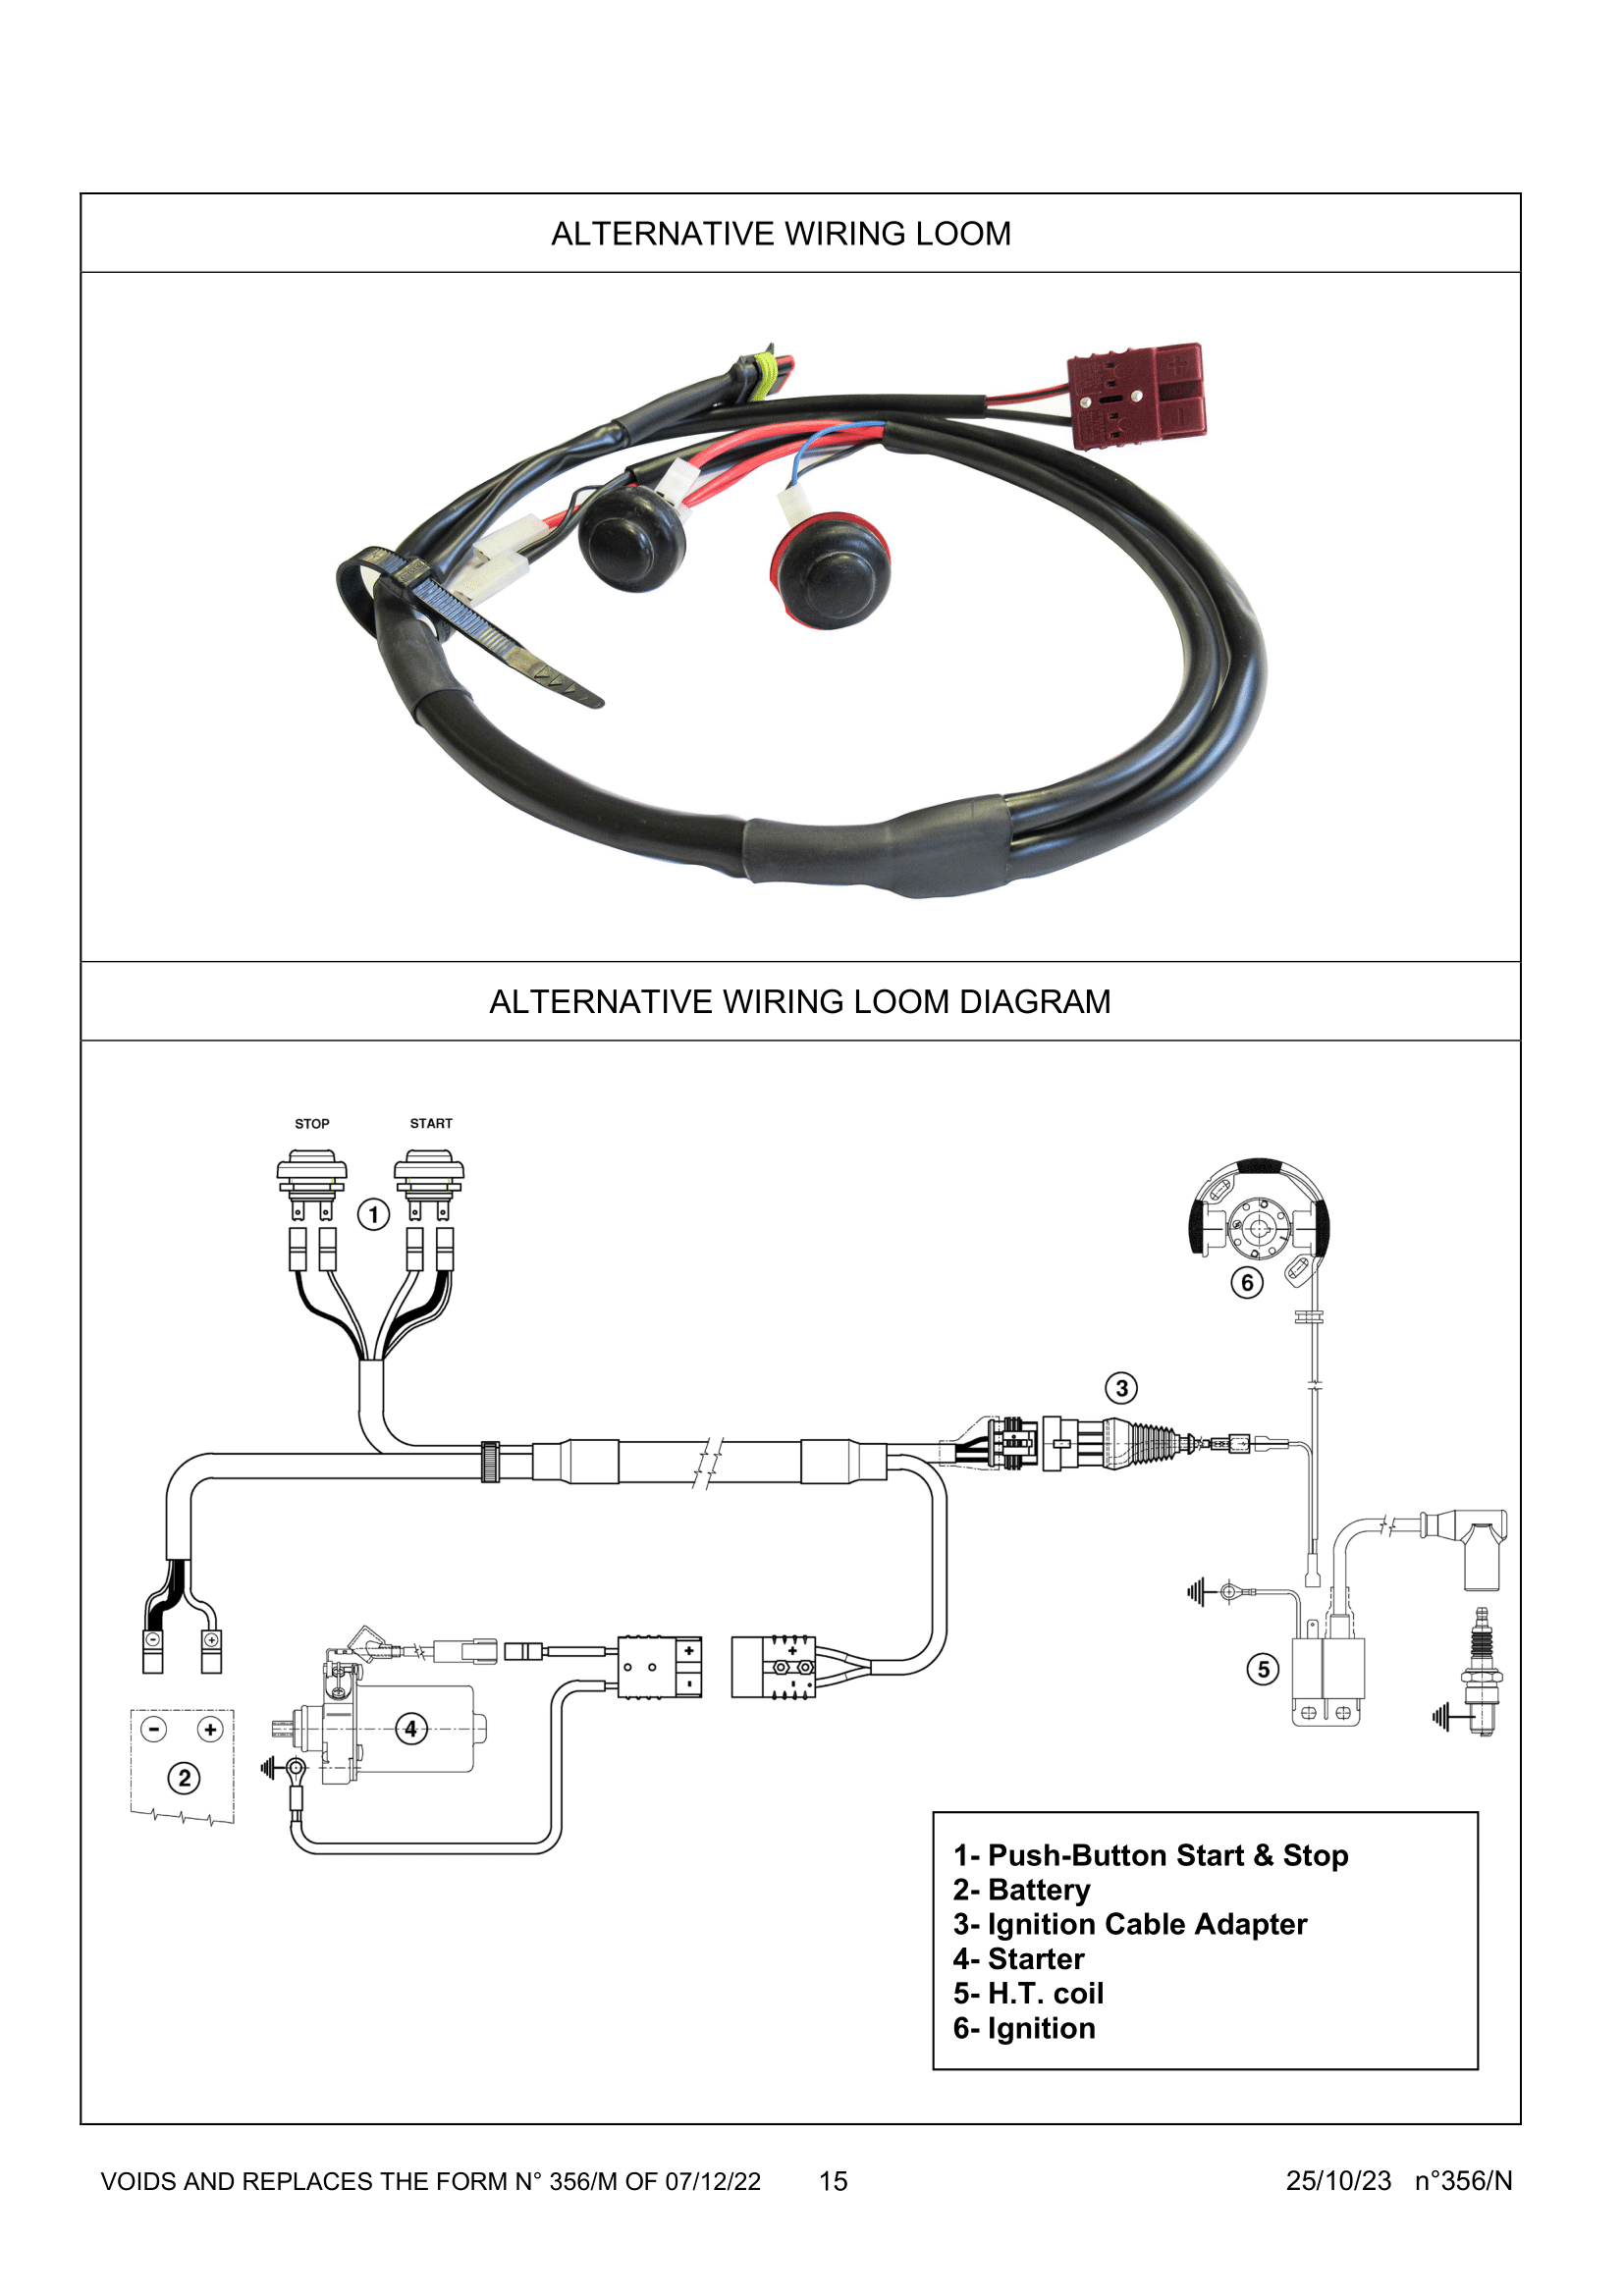 ALTERNATIVE WIRING LOOM
+
-
ALTERNATIVE WIRING LOOM DIAGRAM
STOP START
1
6
3
- +
+ +
- -
5
4
- +
2
1- Push-Button Start & Stop
2- Battery
3- Ignition Cable Adapter
4- Starter
5- H.T. coil
6- Ignition
VOIDS AND REPLACES THE FORM N° 356/M OF 07/12/22 15 25/10/23 n°356/N